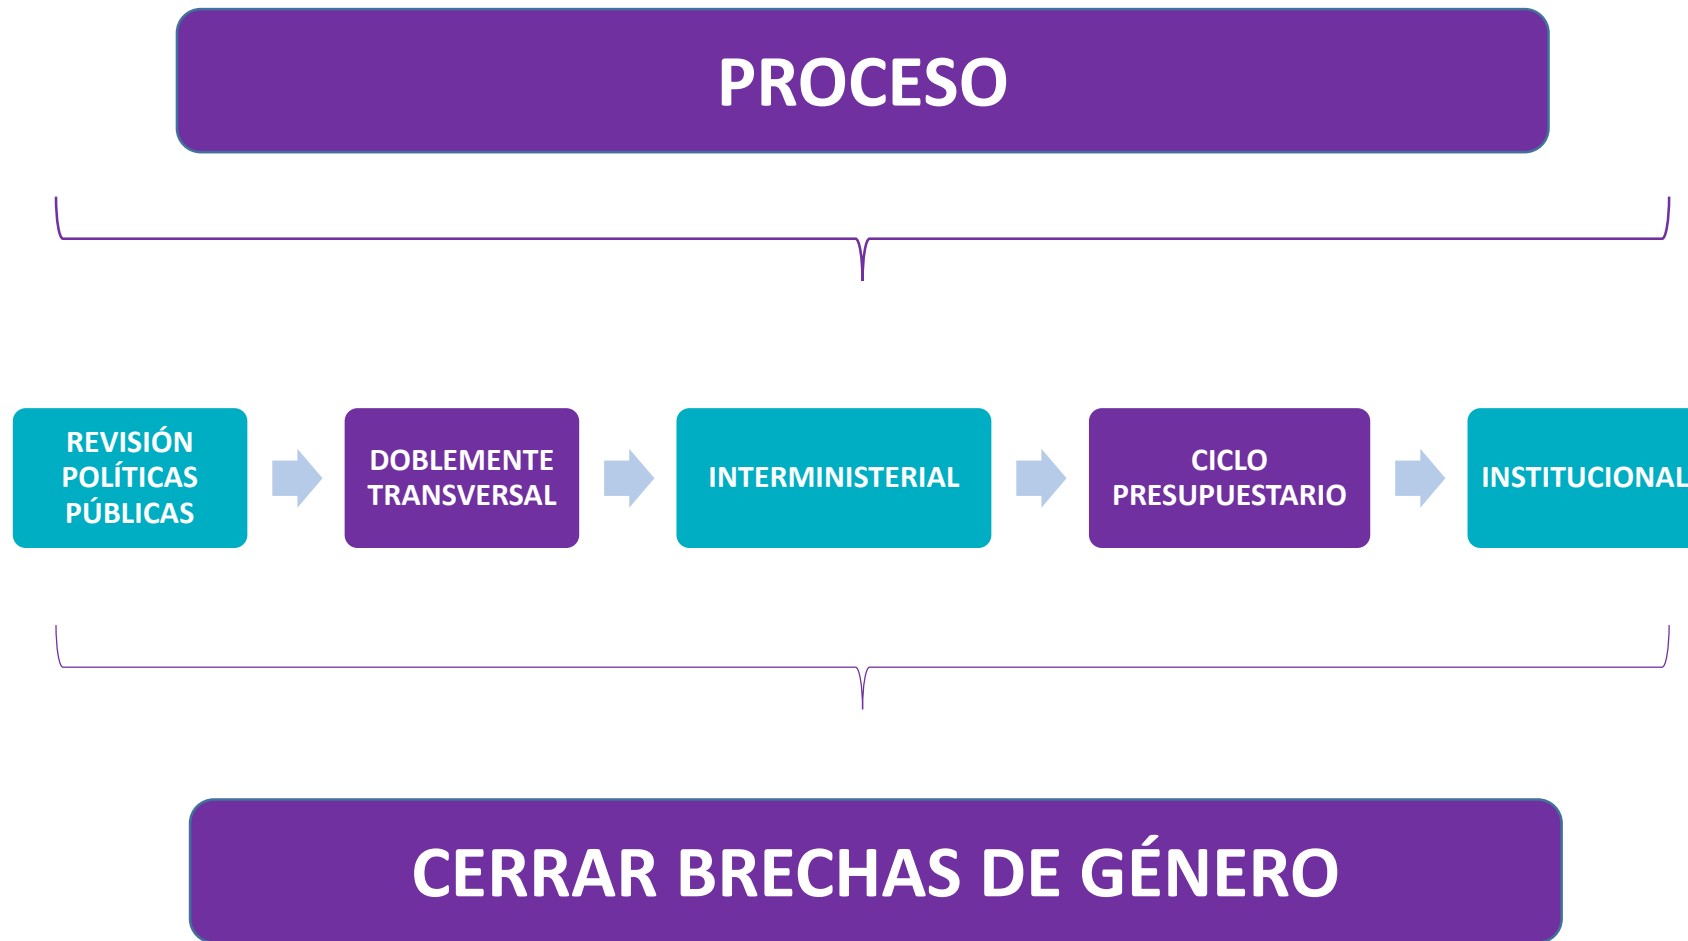 PROCESO
REVISIÓN
POLÍTICAS
PÚBLICAS
DOBLEMENTE
TRANSVERSAL
INTERMINISTERIAL
CICLO
PRESUPUESTARIO
INSTITUCIONAL
CERRAR BRECHAS DE GÉNERO